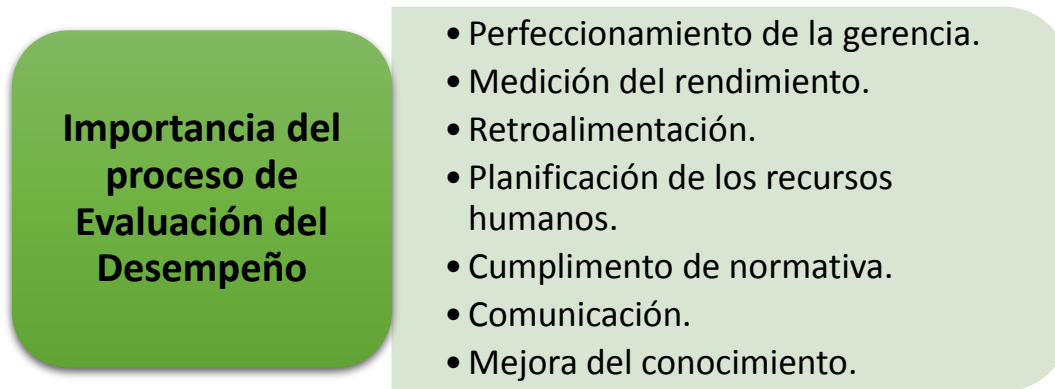 Importancia del
proceso de
Evaluación del
Desempeño
• Perfeccionamiento de la gerencia.
• Medición del rendimiento.
• Retroalimentación.
• Planificación de los recursos
humanos.
• Cumplimento de normativa.
• Comunicación.
• Mejora del conocimiento.